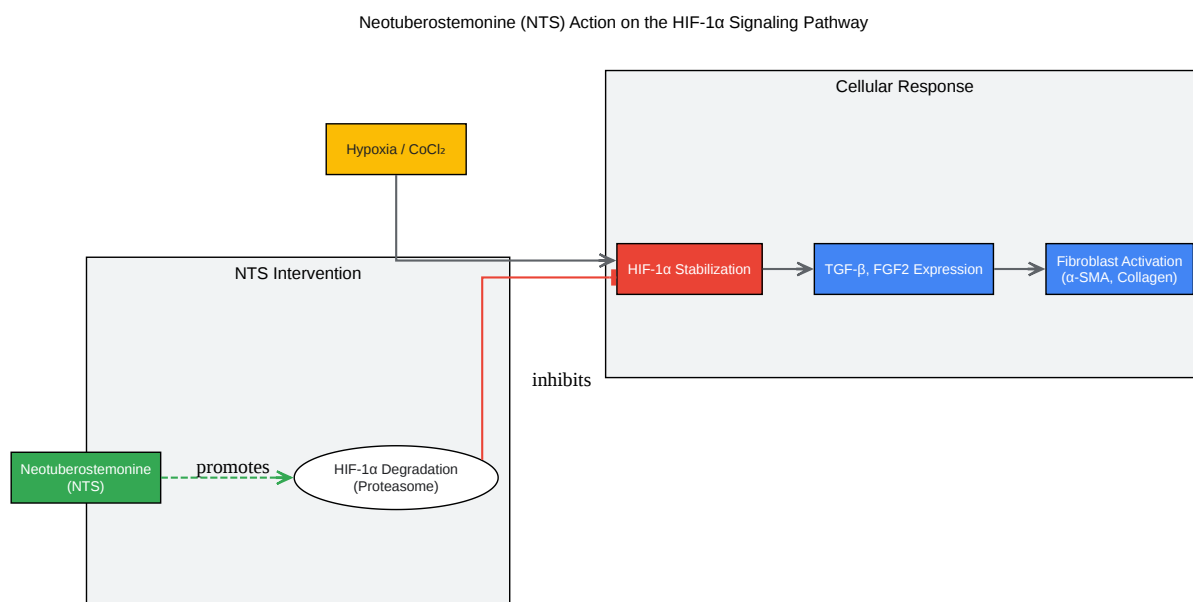 Neotuberostemonine (NTS) Action on the HIF-1α Signaling Pathway
Cellular Response
Hypoxia / CoCl₂
HIF-1α Stabilization
TGF-β, FGF2 Expression
Fibroblast Activation
(α-SMA, Collagen)
NTS Intervention
inhibits
Neotuberostemonine
(NTS)
promotes
HIF-1α Degradation
(Proteasome)